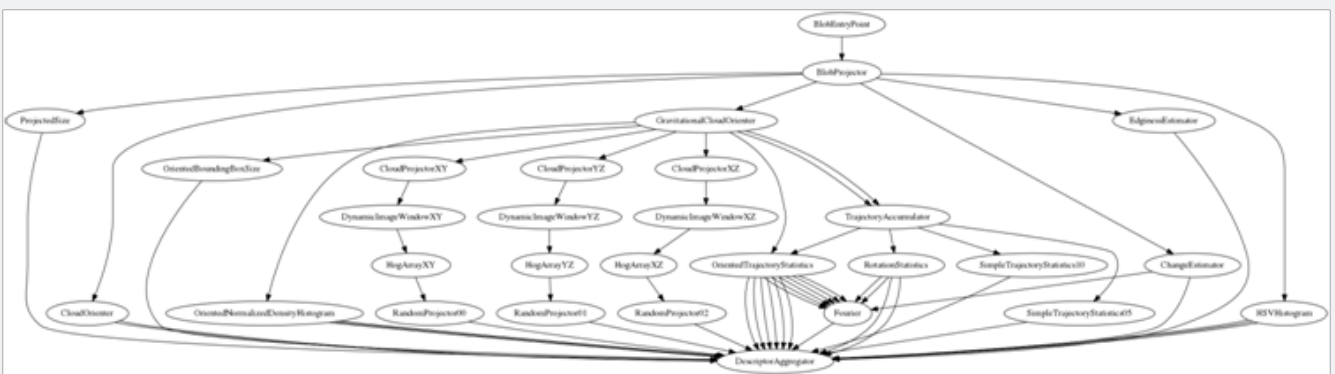 BlobEntryPoint
BlobProjector
ProjectedSize
GravitationalCloudOrienter
EdginessEstimator
OrientedBoundingBoxSize
CloudProjectorXY
CloudProjectorYZ
CloudProjectorXZ
DynamicImageWindowXY
DynamicImageWindowYZ
DynamicImageWindowXZ
TrajectoryAccumulator
HogArrayXY
HogArrayYZ
HogArrayXZ
OrientedTrajectoryStatistics
RotationStatistics
SimpleTrajectoryStatistics10
ChangeEstimator
CloudOrienter
OrientedNormalizedDensityHistogram
RandomProjector00
RandomProjector01
RandomProjector02
Fourier
SimpleTrajectoryStatistics05
HSVHistogram
DescriptorAggregator